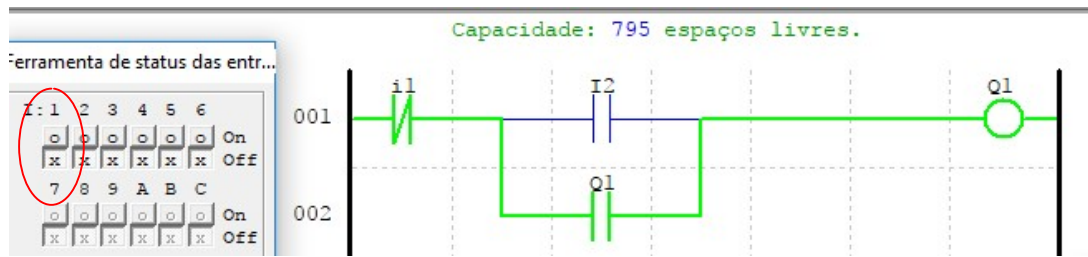 Capacidade: 795 espaços livres.
Ferramenta de status das entr...
I: 1 2 3 4 5 6
o o o o o o On
x x x x x x Off
7 8 9 A B C
o o o o o o On
x x x x x x Off
001 i1 I2 Q1
002 Q1